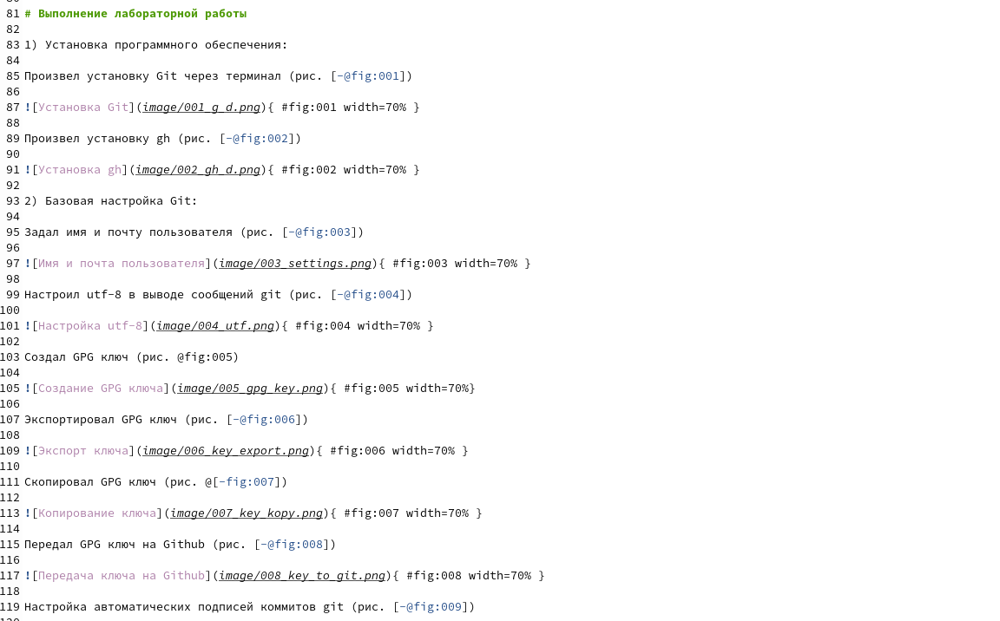 81 # Выполнение лабораторной работы
82
83 1) Установка программного обеспечения:
84
85 Произвел установку Git через терминал (рис. [-@fig:001])
86
87 ![Установка Git](image/001_g_d.png){ #fig:001 width=70% }
88
89 Произвел установку gh (рис. [-@fig:002])
90
91 ![Установка gh](image/002_gh_d.png){ #fig:002 width=70% }
92
93 2) Базовая настройка Git:
94
95 Задал имя и почту пользователя (рис. [-@fig:003])
96
97 ![Имя и почта пользователя](image/003_settings.png){ #fig:003 width=70% }
98
99 Настроил utf-8 в выводе сообщений git (рис. [-@fig:004])
100
101 ![Настройка utf-8](image/004_utf.png){ #fig:004 width=70% }
102
103 Создал GPG ключ (рис. @fig:005)
104
105 ![Создание GPG ключа](image/005_gpg_key.png){ #fig:005 width=70%}
106
107 Экспортировал GPG ключ (рис. [-@fig:006])
108
109 ![Экспорт ключа](image/006_key_export.png){ #fig:006 width=70% }
110
111 Скопировал GPG ключ (рис. @[-fig:007])
112
113 ![Копирование ключа](image/007_key_kopy.png){ #fig:007 width=70% }
114
115 Передал GPG ключ на Github (рис. [-@fig:008])
116
117 ![Передача ключа на Github](image/008_key_to_git.png){ #fig:008 width=70% }
118
119 Настройка автоматических подписей коммитов git (рис. [-@fig:009])